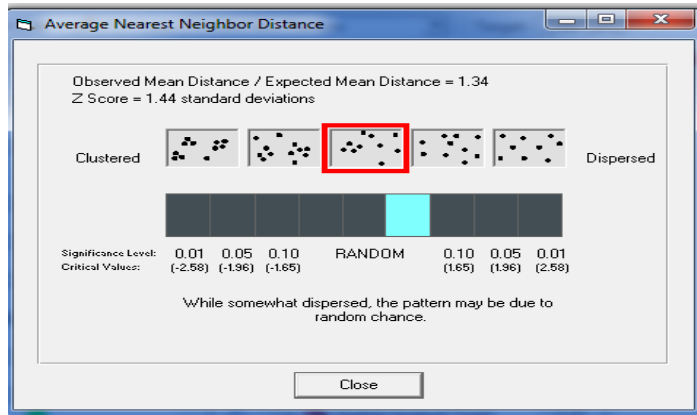 Average Nearest Neighbor Distance
Observed Mean Distance / Expected Mean Distance = 1.34
Z Score = 1.44 standard deviations
Clustered Dispersed
Significance Level: 0.01 0.05 0.10 RANDOM 0.10 0.05 0.01
Critical Values: (-2.58) (-1.96) (-1.65) (1.65) (1.96) (2.58)
While somewhat dispersed, the pattern may be due to
random chance.
Close